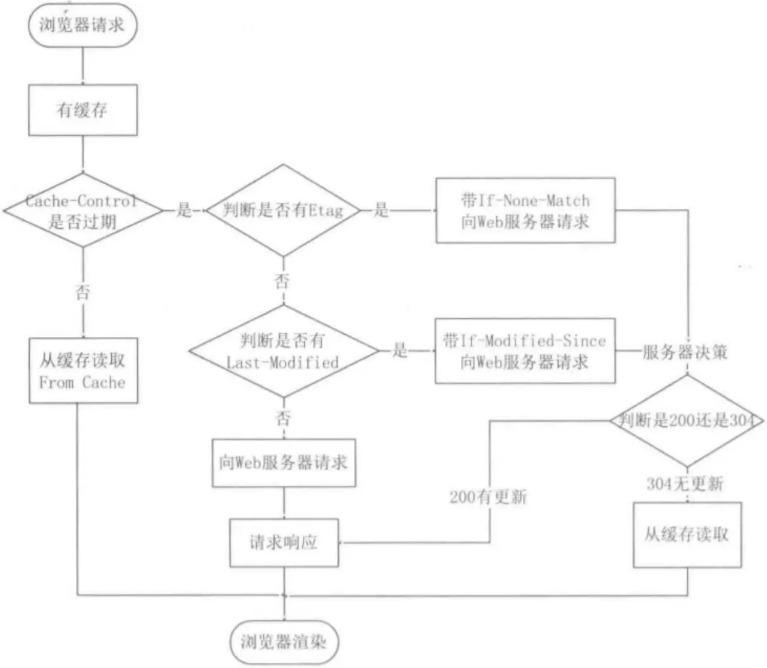 浏览器请求
有缓存
Cache-Control
是否过期
是
判断是否有Etag
是
带If-None-Match
向Web服务器请求
否
否
判断是否有
Last-Modified
是
带If-Modified-Since
向Web服务器请求
服务器决策
从缓存读取
From Cache
判断是200还是304
否
向Web服务器请求
304无更新
200有更新
请求响应
从缓存读取
浏览器渲染